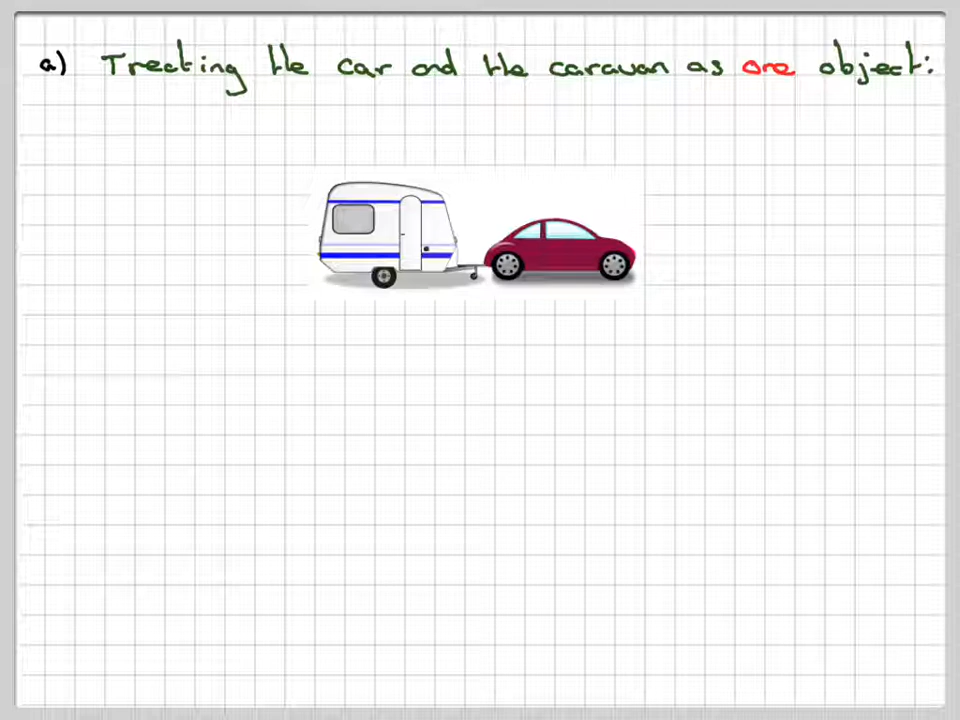 a) Treating the car and the caravan as one object: